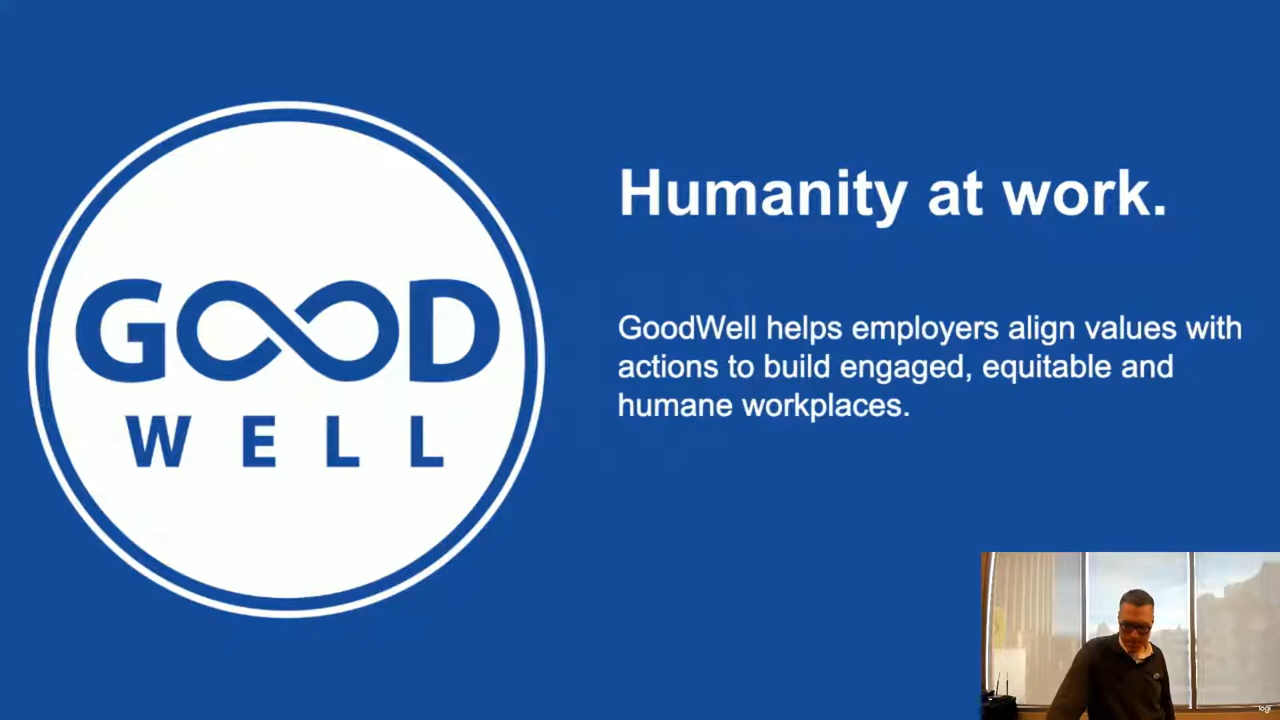 GOOD
WELL
Humanity at work.
GoodWell helps employers align values with
actions to build engaged, equitable and
humane workplaces.
logi